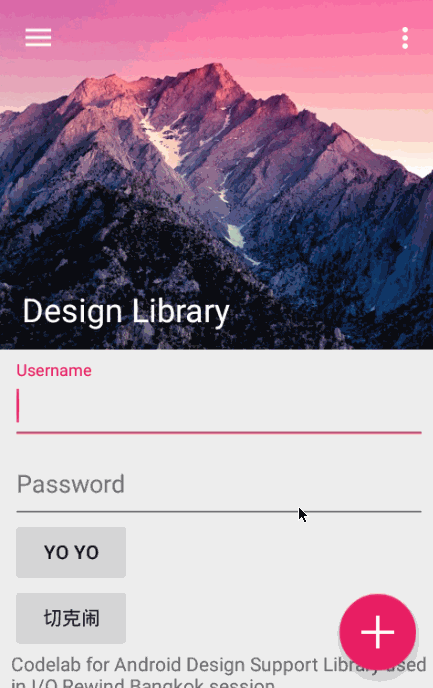 Design Library
Username
Password
YO YO
切克闹
Codelab for Android Design Support Library used
in I/O Rewind Bangkok session